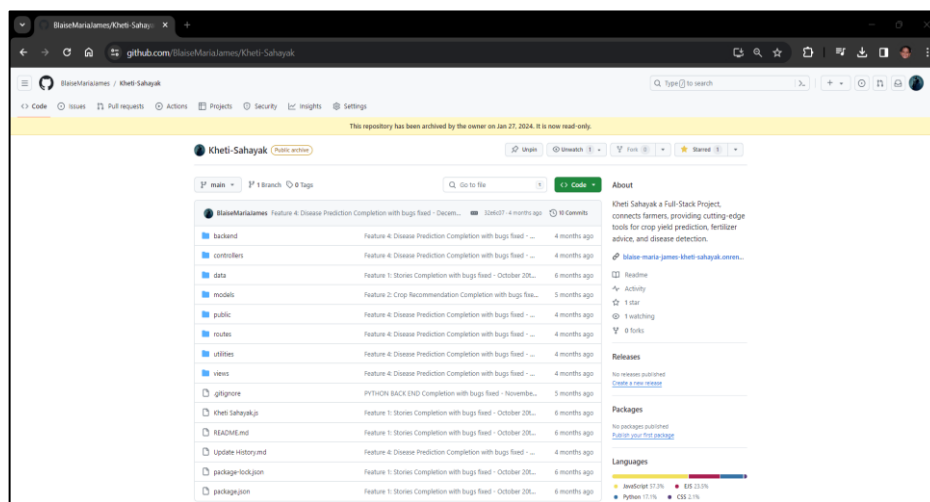 BlaiseMariaJames/Kheti-Sahay
github.com/BlaiseMariaJames/Kheti-Sahayak
BlaiseMariaJames / Kheti-Sahayak
Type / to search
Code Issues Pull requests Actions Projects Security Insights Settings
This repository has been archived by the owner on Jan 27, 2024. It is now read-only.
Kheti-Sahayak Public archive
Unpin Unwatch 1 Fork 0 Starred 1
main 1 Branch 0 Tags Go to file t Code
About
Kheti Sahayak a Full-Stack Project,
connects farmers, providing cutting-edge
tools for crop yield prediction, fertilizer
advice, and disease detection.
blaise-maria-james-kheti-sahayak.onren...
Readme
Activity
1 star
1 watching
0 forks
Releases
No releases published
Create a new release
Packages
No packages published
Publish your first package
Languages
JavaScript 57.3% EJS 23.5%
Python 17.1% CSS 2.1%
BlaiseMariaJames Feature 4: Disease Prediction Completion with bugs fixed - Decem... 4 months ago 10 Commits
backend Feature 4: Disease Prediction Completion with bugs fixed - ... 4 months ago
controllers Feature 4: Disease Prediction Completion with bugs fixed - ... 4 months ago
data Feature 1: Stories Completion with bugs fixed - October 20t... 6 months ago
models Feature 2: Crop Recommendation Completion with bugs fixe... 5 months ago
public Feature 4: Disease Prediction Completion with bugs fixed - ... 4 months ago
routes Feature 4: Disease Prediction Completion with bugs fixed - ... 4 months ago
utilities Feature 4: Disease Prediction Completion with bugs fixed - ... 4 months ago
views Feature 4: Disease Prediction Completion with bugs fixed - ... 4 months ago
.gitignore PYTHON BACK END Completion with bugs fixed - Novembe... 5 months ago
Kheti Sahayak.js Feature 1: Stories Completion with bugs fixed - October 20t... 6 months ago
README.md Feature 1: Stories Completion with bugs fixed - October 20t... 6 months ago
Update History.md Feature 4: Disease Prediction Completion with bugs fixed - ... 4 months ago
package-lock.json Feature 1: Stories Completion with bugs fixed - October 20t... 6 months ago
package.json Feature 1: Stories Completion with bugs fixed - October 20t... 6 months ago